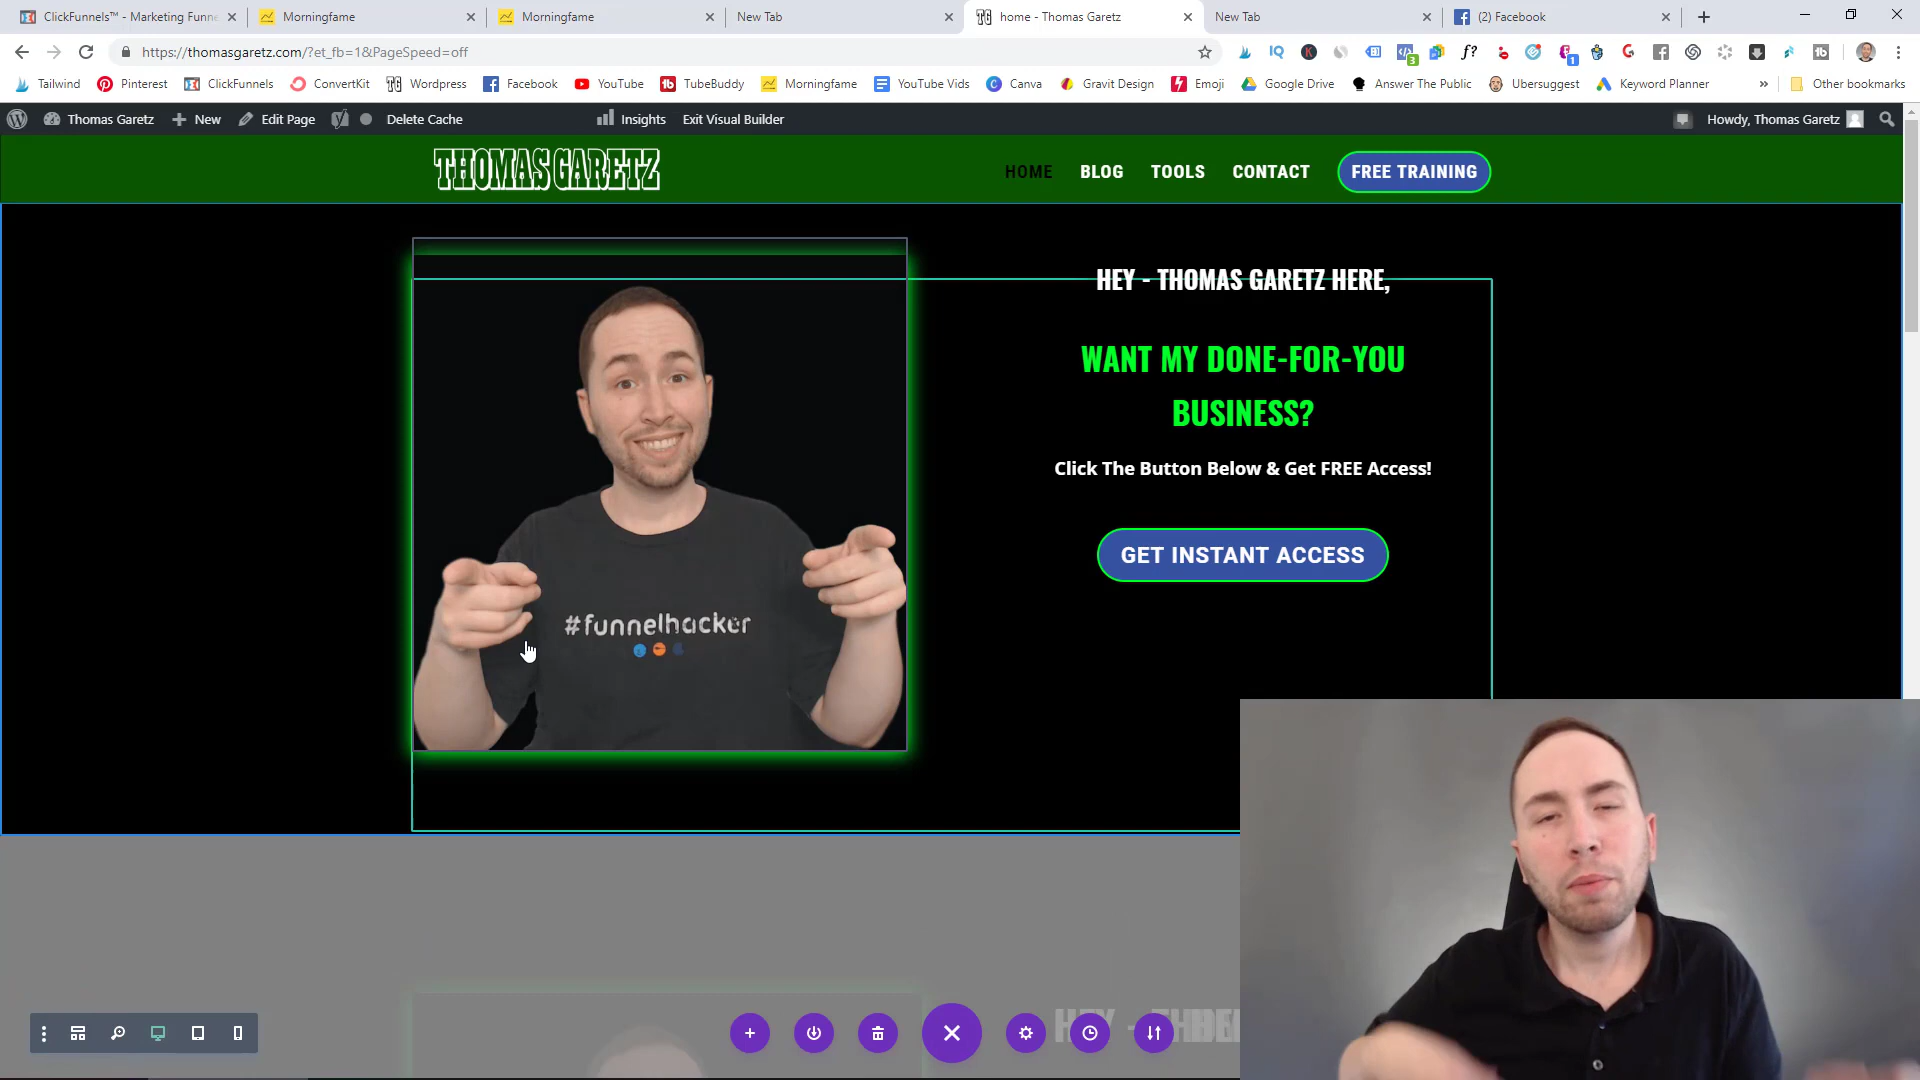 ClickFunnels™ - Marketing Funne
Morningfame
Morningfame
New Tab
home - Thomas Garetz
New Tab
(2) Facebook
https://thomasgaretz.com/?et_fb=1&PageSpeed=off
Tailwind
Pinterest
ClickFunnels
ConvertKit
Wordpress
Facebook
YouTube
TubeBuddy
Morningfame
YouTube Vids
Canva
Gravit Design
Emoji
Google Drive
Answer The Public
Ubersuggest
Keyword Planner
Other bookmarks
Thomas Garetz
New
Edit Page
Delete Cache
Insights
Exit Visual Builder
Howdy, Thomas Garetz
THOMAS GARETZ
HOME
BLOG
TOOLS
CONTACT
FREE TRAINING
HEY - THOMAS GARETZ HERE,
WANT MY DONE-FOR-YOU
BUSINESS?
Click The Button Below & Get FREE Access!
GET INSTANT ACCESS
#funnelhacker